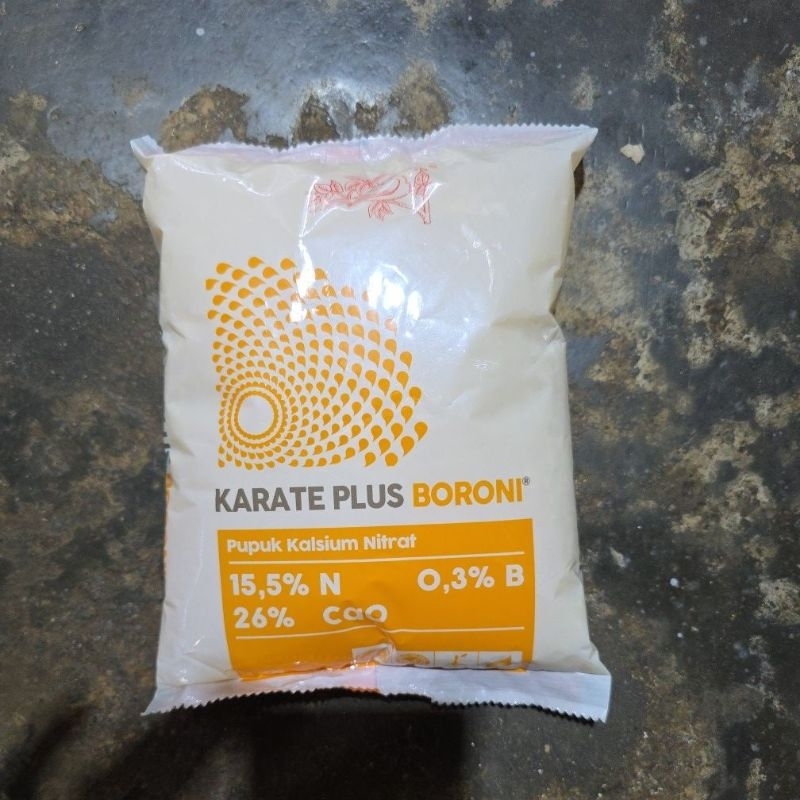 KARATE PLUS BORONI®
Pupuk Kalsium Nitrat
15,5% N 0,3% B
26% cao